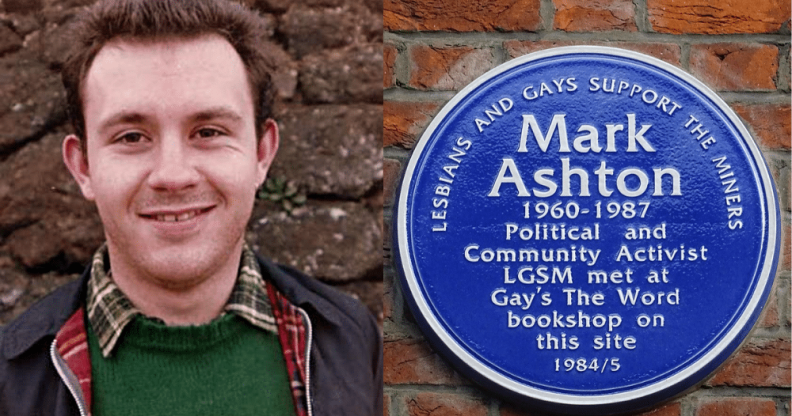 LESBIANS AND GAYS SUPPORT THE MINERS
Mark
Ashton
1960-1987
Political and
Community Activist
LGSM met at
Gay's The Word
bookshop on
this site
1984/5